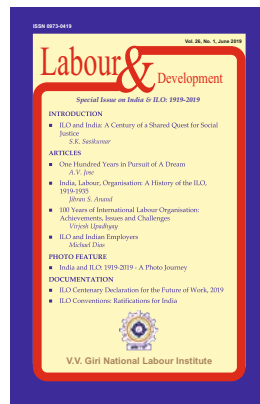 ISSN 0973-0419
Vol. 26, No. 1, June 2019
Labour & Development
Special Issue on India & ILO: 1919-2019
INTRODUCTION
■ ILO and India: A Century of a Shared Quest for Social
Justice
S.K. Sasikumar
ARTICLES
■ One Hundred Years in Pursuit of A Dream
A.V. Jose
■ India, Labour, Organisation: A History of the ILO,
1919-1935
Jibran S. Anand
■ 100 Years of International Labour Organisation:
Achievements, Issues and Challenges
Virjesh Upadhyay
■ ILO and Indian Employers
Michael Dias
PHOTO FEATURE
■ India and ILO: 1919-2019 - A Photo Journey
DOCUMENTATION
■ ILO Centenary Declaration for the Future of Work, 2019
■ ILO Conventions: Ratifications for India
V.V. Giri National Labour Institute